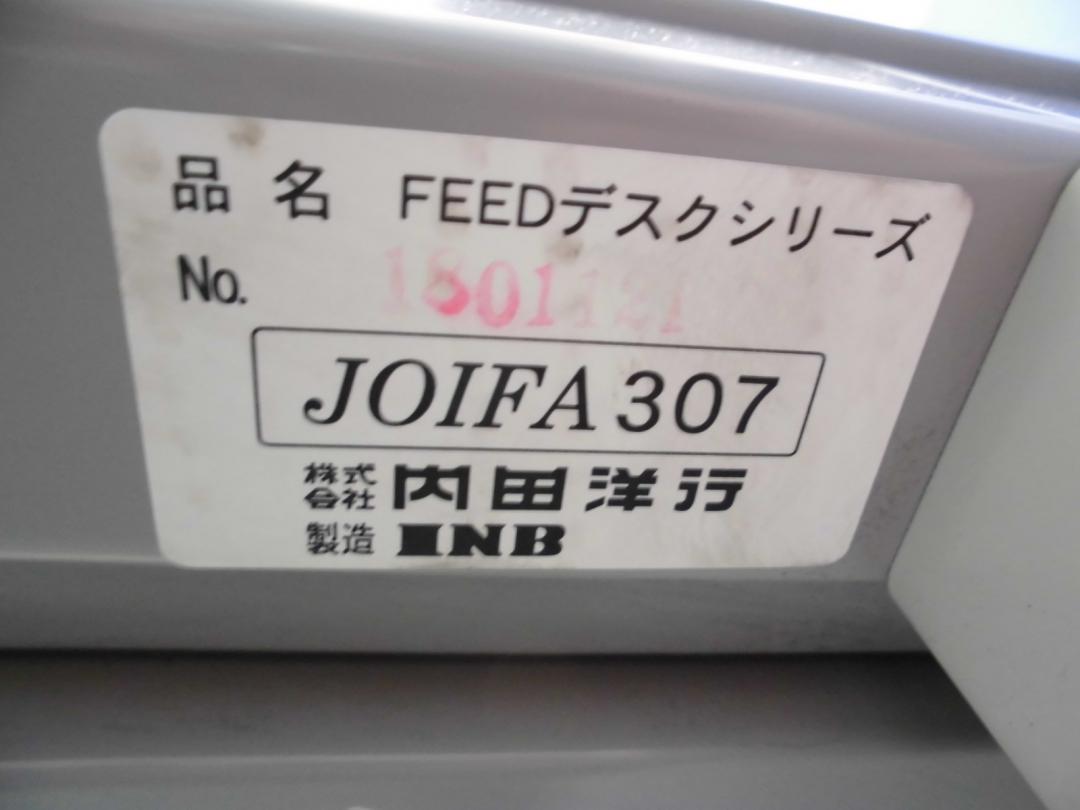 品名 FEEDデスクシリーズ
No. 1801121
JOIFA 307
株式会社 内田洋行
製造 INB